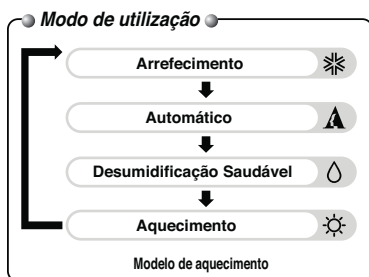 Modo de utilização
Arrefecimento
Automático
Desumidificação Saudável
Aquecimento
Modelo de aquecimento